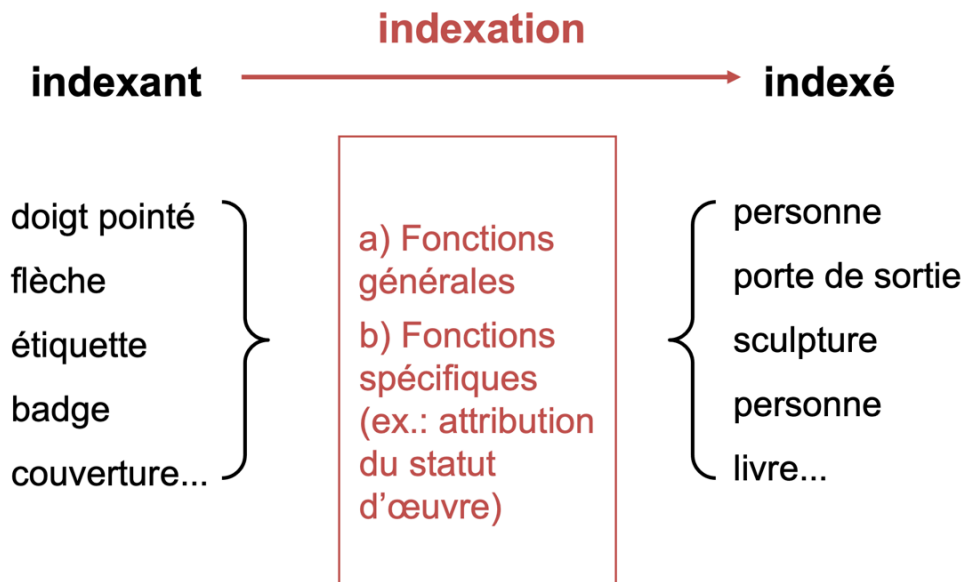 indexation
indexant
indexé
doigt pointé
flèche
étiquette
badge
couverture...
a) Fonctions
générales
b) Fonctions
spécifiques
(ex.: attribution
du statut
d’œuvre)
personne
porte de sortie
sculpture
personne
livre...